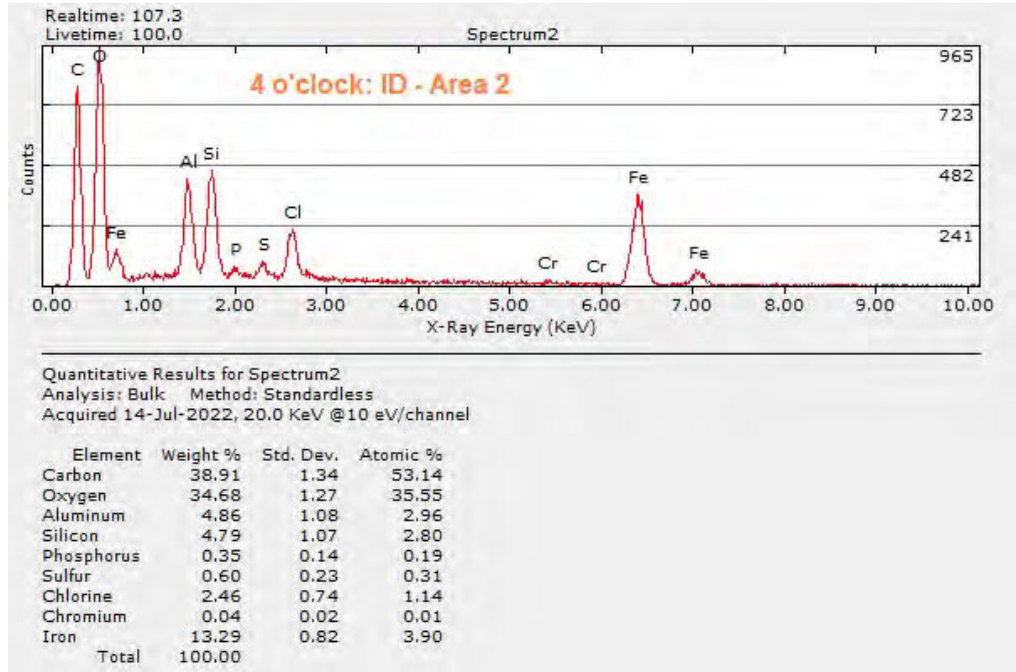 Realtime: 107.3
Livetime: 100.0 Spectrum2
965
C O
4 o'clock: ID - Area 2
723
Al Si
482
Fe
Counts
Cl
241
Fe
P S
Fe
Cr Cr
0.00 1.00 2.00 3.00 4.00 5.00 6.00 7.00 8.00 9.00 10.00
X-Ray Energy (KeV)
Quantitative Results for Spectrum2
Analysis: Bulk Method: Standardless
Acquired 14-Jul-2022, 20.0 KeV @10 eV/channel
Element Weight % Std. Dev. Atomic %
Carbon 38.91 1.34 53.14
Oxygen 34.68 1.27 35.55
Aluminum 4.86 1.08 2.96
Silicon 4.79 1.07 2.80
Phosphorus 0.35 0.14 0.19
Sulfur 0.60 0.23 0.31
Chlorine 2.46 0.74 1.14
Chromium 0.04 0.02 0.01
Iron 13.29 0.82 3.90
Total 100.00